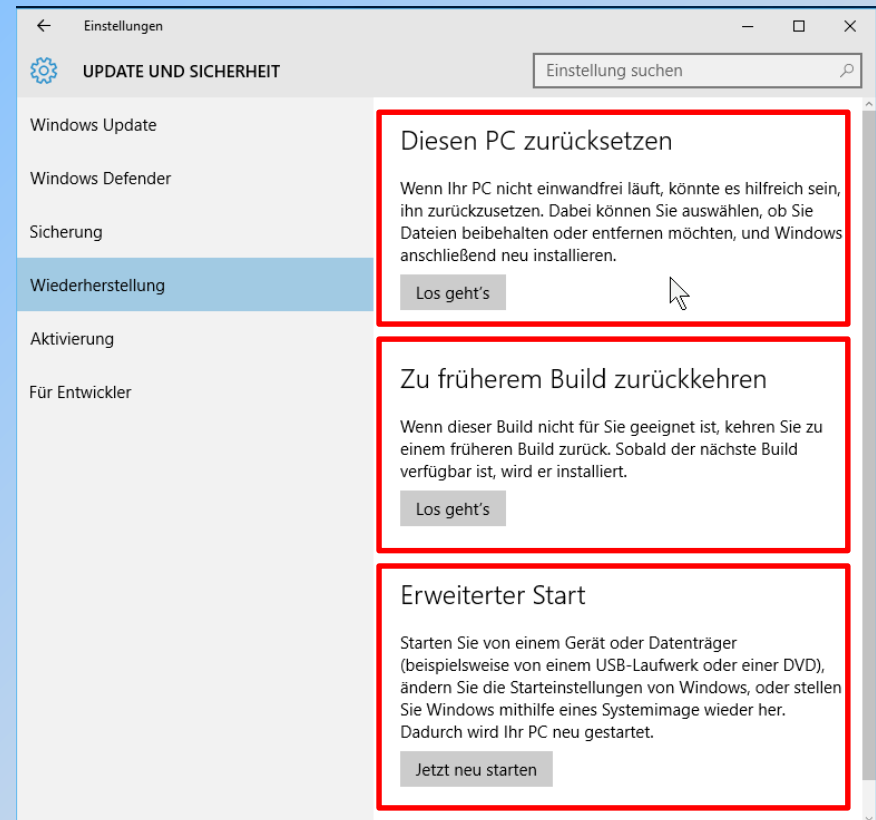 Einstellungen
UPDATE UND SICHERHEIT
Einstellung suchen
Windows Update
Windows Defender
Sicherung
Wiederherstellung
Aktivierung
Für Entwickler
Diesen PC zurücksetzen
Wenn Ihr PC nicht einwandfrei läuft, könnte es hilfreich sein,
ihn zurückzusetzen. Dabei können Sie auswählen, ob Sie
Dateien beibehalten oder entfernen möchten, und Windows
anschließend neu installieren.
Los geht's
Zu früherem Build zurückkehren
Wenn dieser Build nicht für Sie geeignet ist, kehren Sie zu
einem früheren Build zurück. Sobald der nächste Build
verfügbar ist, wird er installiert.
Los geht's
Erweiterter Start
Starten Sie von einem Gerät oder Datenträger
(beispielsweise von einem USB-Laufwerk oder einer DVD),
ändern Sie die Starteinstellungen von Windows, oder stellen
Sie Windows mithilfe eines Systemimage wieder her.
Dadurch wird Ihr PC neu gestartet.
Jetzt neu starten